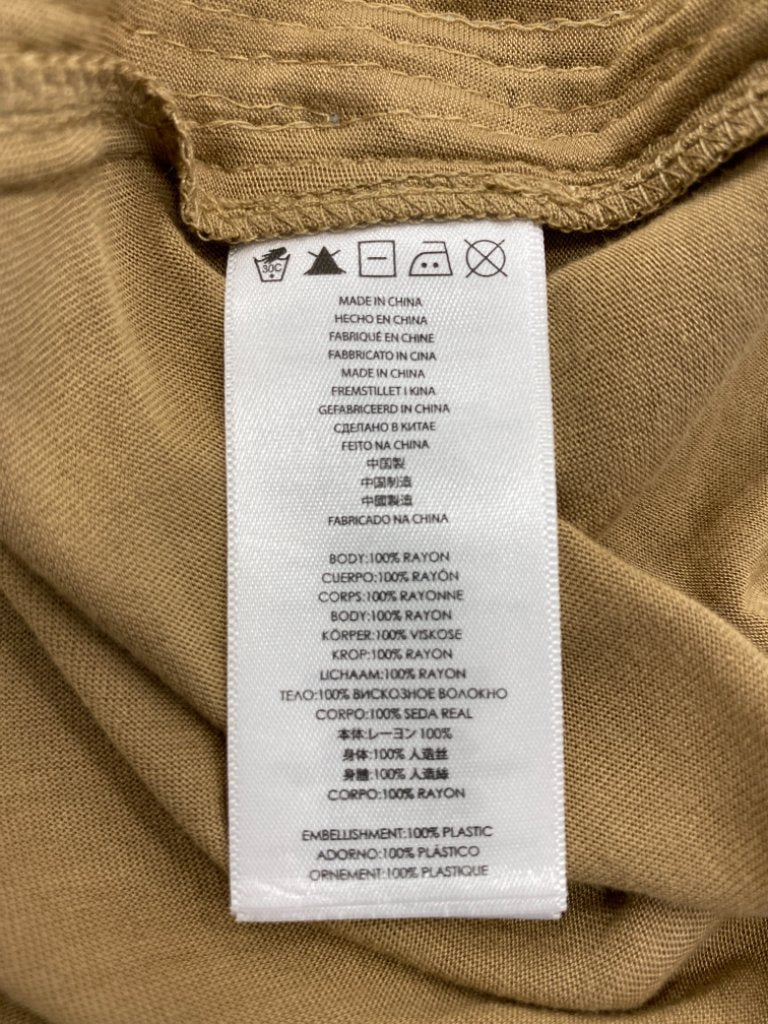 30C
MADE IN CHINA
HECHO EN CHINA
FABRIQUÉ EN CHINE
FABBRICATO IN CINA
MADE IN CHINA
FREMSTILLET I KINA
GEFABRICEERD IN CHINA
СДЕЛАНО В КИТАЕ
FEITO NA CHINA
中国製
中国制造
中國製造
FABRICADO NA CHINA
BODY:100% RAYON
CUERPO:100% RAYÓN
CORPS:100% RAYONNE
BODY:100% RAYON
KÖRPER:100% VISKOSE
KROP:100% RAYON
LICHAAM:100% RAYON
ТЕЛО:100% ВИСКОЗНОЕ ВОЛОКНО
CORPO:100% SEDA REAL
本体:レーヨン 100%
身体:100% 人造丝
身體:100% 人造絲
CORPO:100% RAYON
EMBELLISHMENT:100% PLASTIC
ADORNO:100% PLÁSTICO
ORNEMENT:100% PLASTIQUE